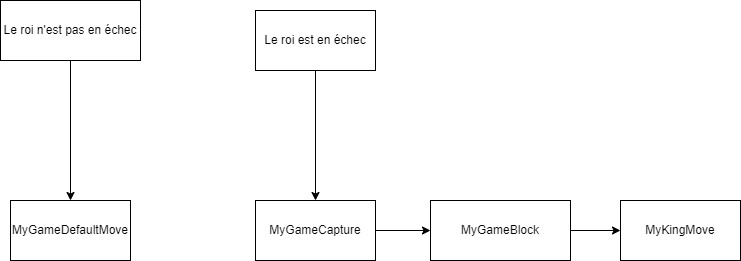 Le roi n'est pas en échec
Le roi est en échec
MyGameDefaultMove
MyGameCapture
MyGameBlock
MyKingMove